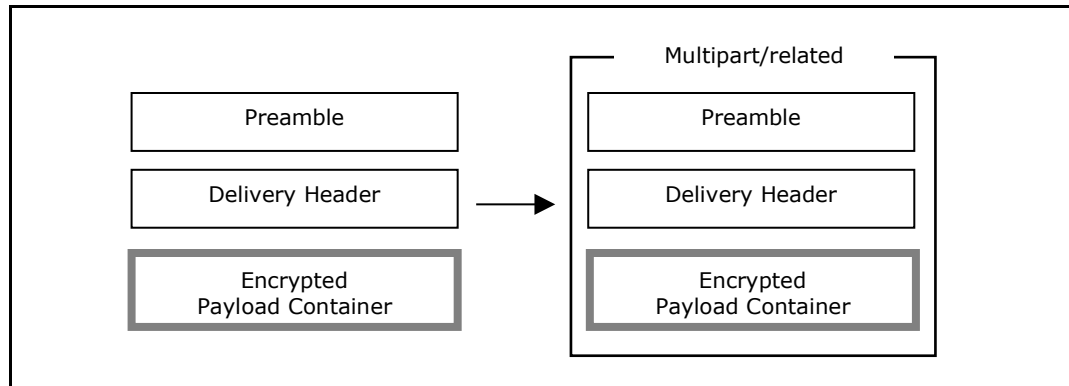 Multipart/related
Preamble
Preamble
Delivery Header
Delivery Header
Encrypted
Payload Container
Encrypted
Payload Container